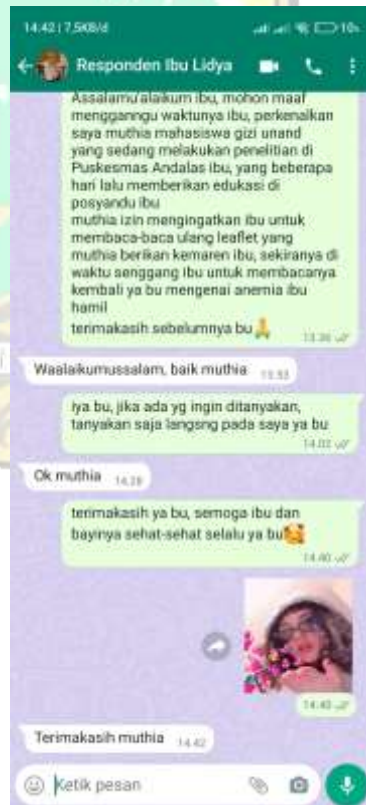 14.42 | 7,5KB/d
Responden Ibu Lidya
Assalamu'alaikum ibu, mohon maaf
mengganngu waktunya ibu, perkenalkan
saya muthia mahasiswa gizi unand
yang sedang melakukan penelitian di
Puskesmas Andalas ibu, yang beberapa
hari lalu memberikan edukasi di
posyandu ibu
muthia izin mengingatkan ibu untuk
membaca-baca ulang leaflet yang
muthia berikan kemaren ibu, sekiranya di
waktu senggang ibu untuk membacanya
kembali ya bu mengenai anemia ibu
hamil
terimakasih sebelumnya bu🙏
Waalaikumussalam, baik muthia 13.53
iya bu, jika ada yg ingin ditanyakan,
tanyakan saja langsng pada saya ya bu
14.02
Ok muthia 14.28
terimakasih ya bu, semoga ibu dan
bayinya sehat-sehat selalu ya bu🥰
14.40
Terimakasih muthia 14.42
Ketik pesan